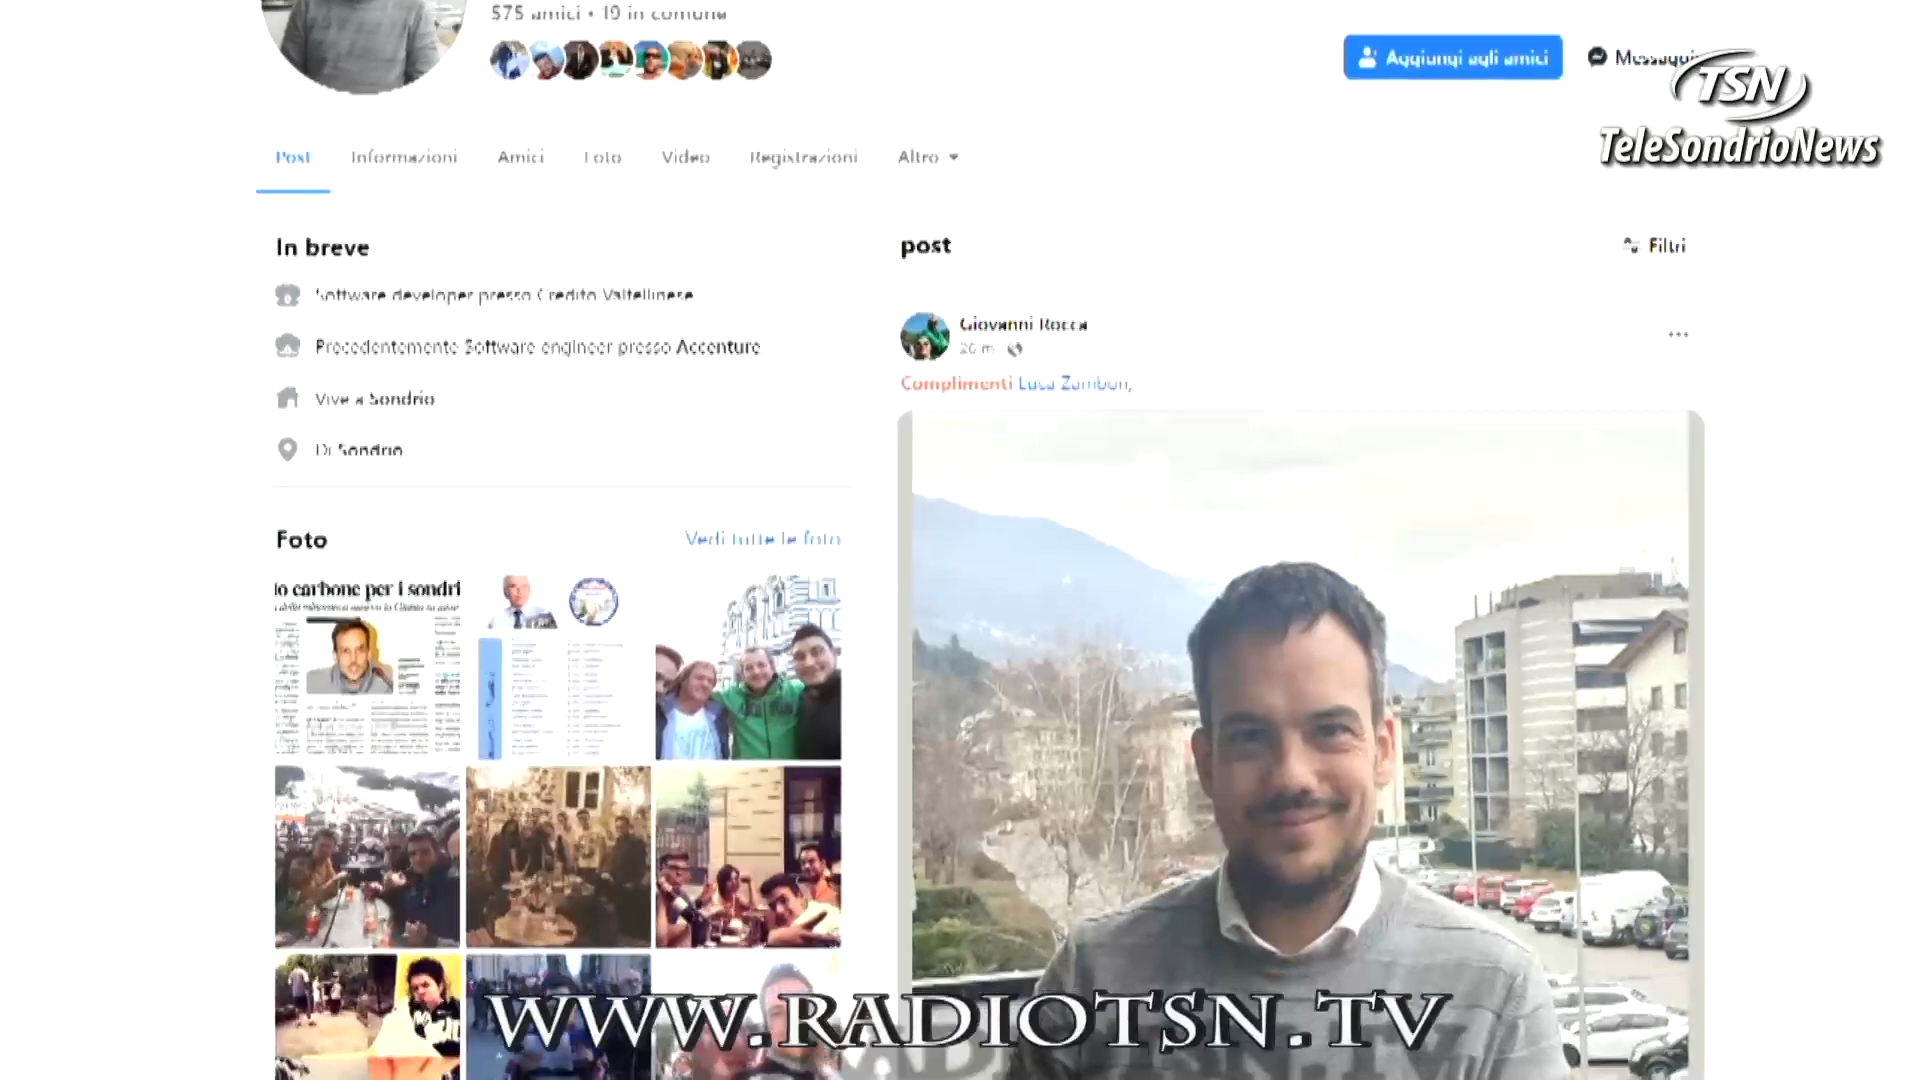 575 amici • 19 in comune
Aggiungi agli amici
TSN
TeleSondrioNews
Post Informazioni Amici Foto Video Registrazioni Altro
In breve
Software developer presso Credito Valtellinese
Precedentemente Software engineer presso Accenture
Vive a Sondrio
Di Sondrio
Foto
Vedi tutte le foto
carbone per i sondri
post
Filtri
Giovanni Rocca
Complimenti Luca Zambon,
WWW.RADIOTSN.TV